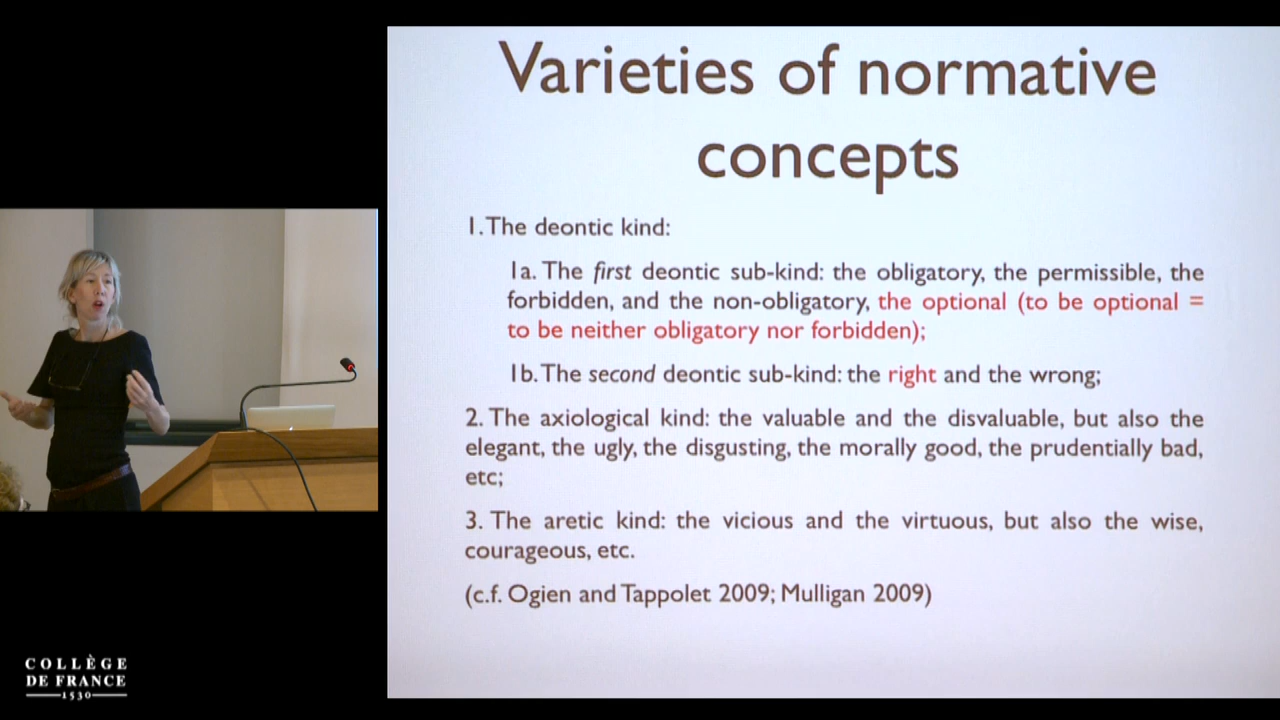 Varieties of normative
concepts
1. The deontic kind:
1a. The first deontic sub-kind: the obligatory, the permissible, the
forbidden, and the non-obligatory, the optional (to be optional =
to be neither obligatory nor forbidden);
1b. The second deontic sub-kind: the right and the wrong;
2. The axiological kind: the valuable and the disvaluable, but also the
elegant, the ugly, the disgusting, the morally good, the prudentially bad,
etc;
3. The aretic kind: the vicious and the virtuous, but also the wise,
courageous, etc.
(c.f. Ogien and Tappolet 2009; Mulligan 2009)
COLLÈGE
DE FRANCE
1530